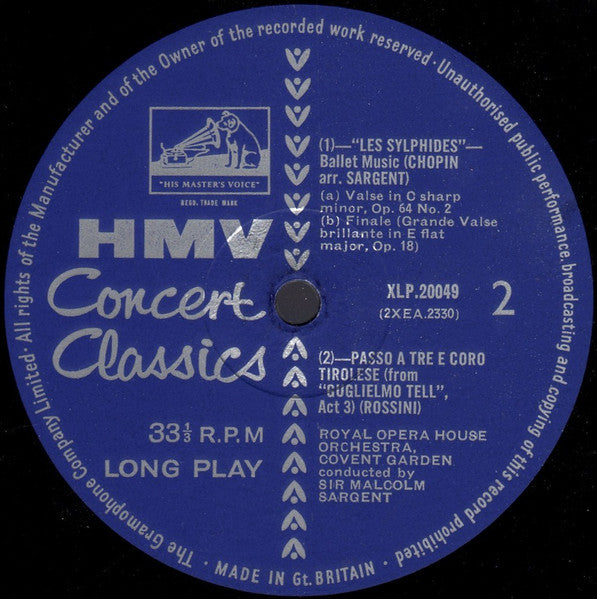 The Gramophone Company Limited · All rights of the Manufacturer and of the Owner of the recorded work reserved · Unauthorised public performance, broadcasting and copying of this record prohibited ·
"HIS MASTER'S VOICE"
REGD. TRADE MARK
HMV
Concert
Classics
33⅓ R.P.M
LONG PLAY
(1)—"LES SYLPHIDES"—
Ballet Music (CHOPIN
arr. SARGENT)
(a) Valse in C sharp
minor, Op. 64 No. 2
(b) Finale (Grande Valse
brillante in E flat
major, Op. 18)
XLP.20049
(2XEA.2330)
2
(2)—PASSO A TRE E CORO
TIROLESE (from
"GUGLIELMO TELL",
Act 3) (ROSSINI)
ROYAL OPERA HOUSE
ORCHESTRA,
COVENT GARDEN
conducted by
SIR MALCOLM
SARGENT
MADE IN Gt. BRITAIN